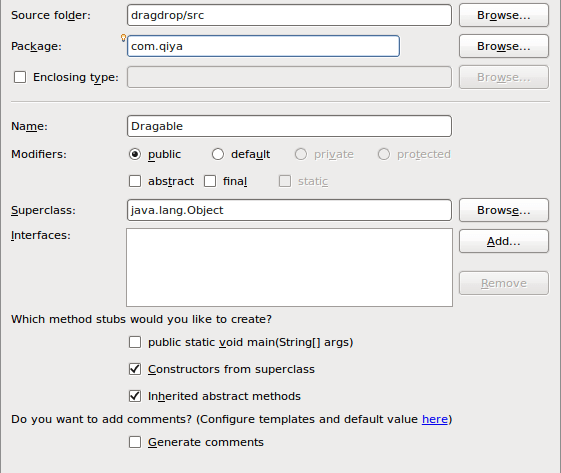 Source folder: dragdrop/src Browse...
Package: com.qiya Browse...
Enclosing type: Browse...
Name: Dragable
Modifiers: public default private protected
abstract final static
Superclass: java.lang.Object Browse...
Interfaces: Add...
Remove
Which method stubs would you like to create?
public static void main(String[] args)
Constructors from superclass
Inherited abstract methods
Do you want to add comments? (Configure templates and default value here)
Generate comments